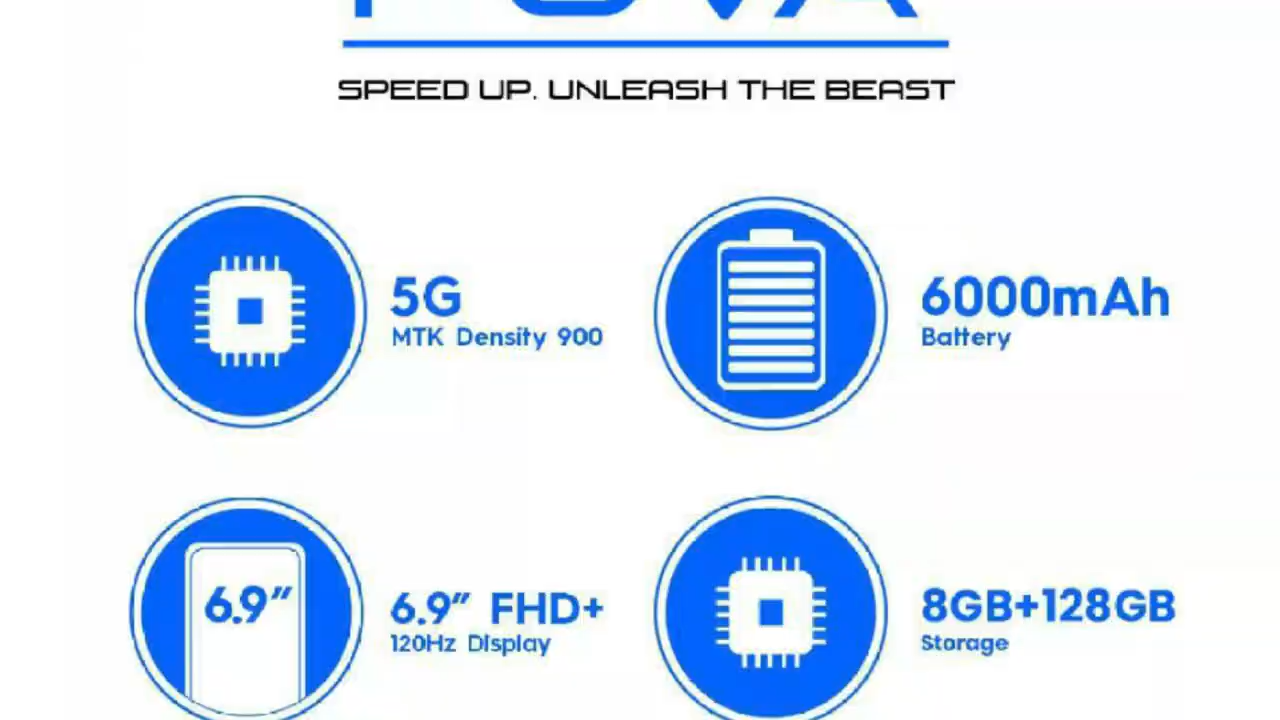 POVA
SPEED UP. UNLEASH THE BEAST
5G
MTK Density 900
6000mAh
Battery
6.9”
6.9” FHD+
120Hz Display
8GB+128GB
Storage